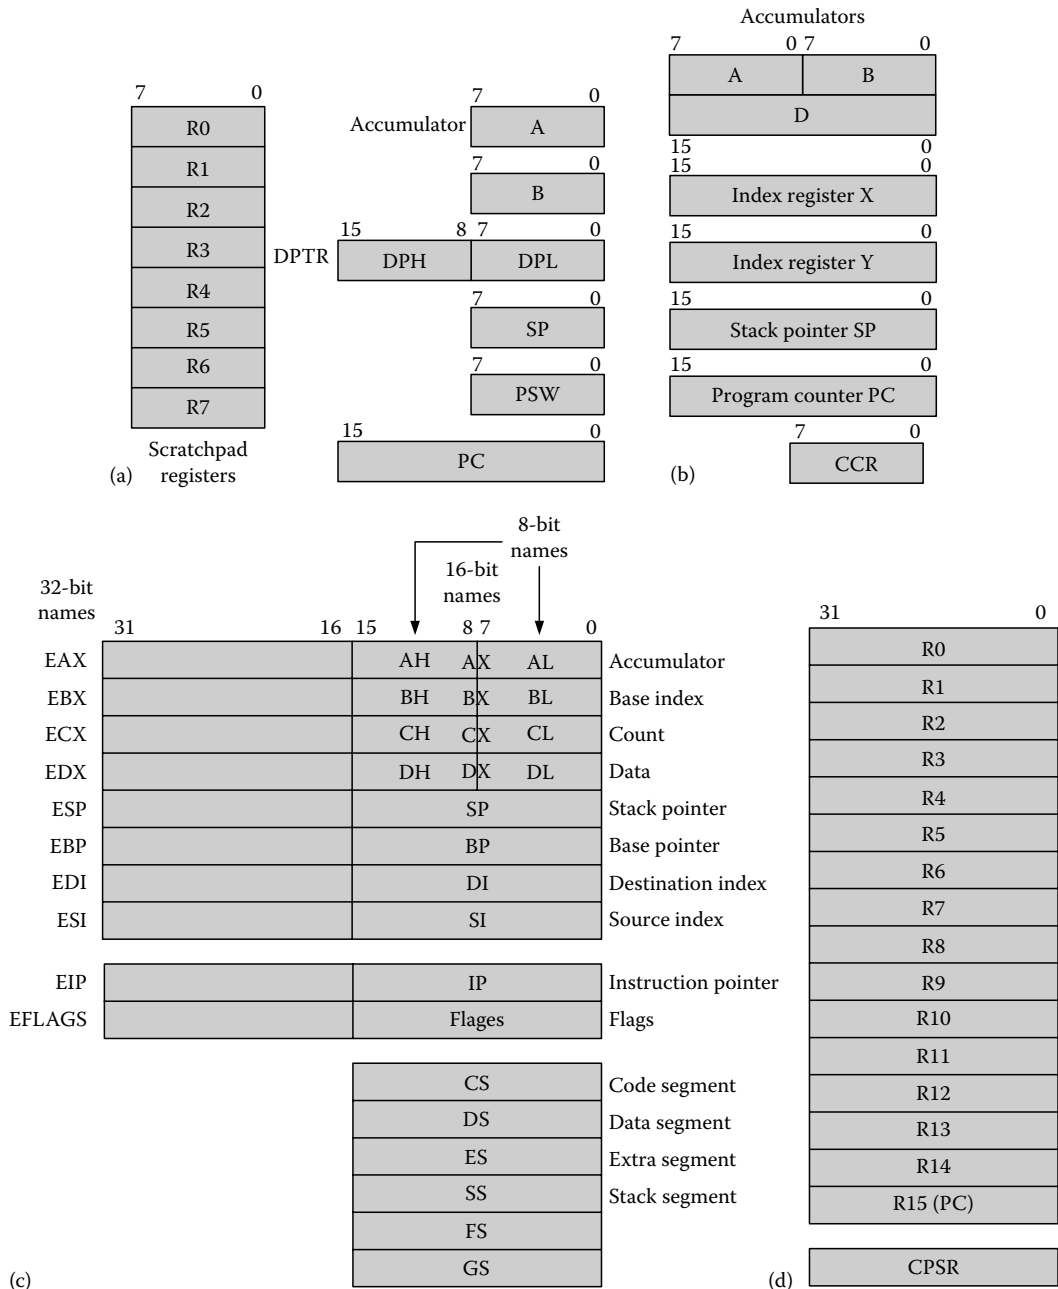 7 0
R0
R1
R2
R3
R4
R5
R6
R7
Scratchpad
registers
(a)
7 0
Accumulator A
7 0
B
15 8 7 0
DPTR DPH DPL
7 0
SP
7 0
PSW
15 0
PC
Accumulators
7 0 7 0
A B
D
15 0
15 0
Index register X
15 0
Index register Y
15 0
Stack pointer SP
15 0
Program counter PC
7 0
CCR
(b)
8-bit
names
16-bit
names
32-bit
names
31 16 15 8 7 0
EAX AH AX AL Accumulator
EBX BH BX BL Base index
ECX CH CX CL Count
EDX DH DX DL Data
ESP SP Stack pointer
EBP BP Base pointer
EDI DI Destination index
ESI SI Source index
EIP IP Instruction pointer
EFLAGS Flages Flags
CS Code segment
DS Data segment
ES Extra segment
SS Stack segment
FS
GS
(c)
31 0
R0
R1
R2
R3
R4
R5
R6
R7
R8
R9
R10
R11
R12
R13
R14
R15 (PC)
CPSR
(d)